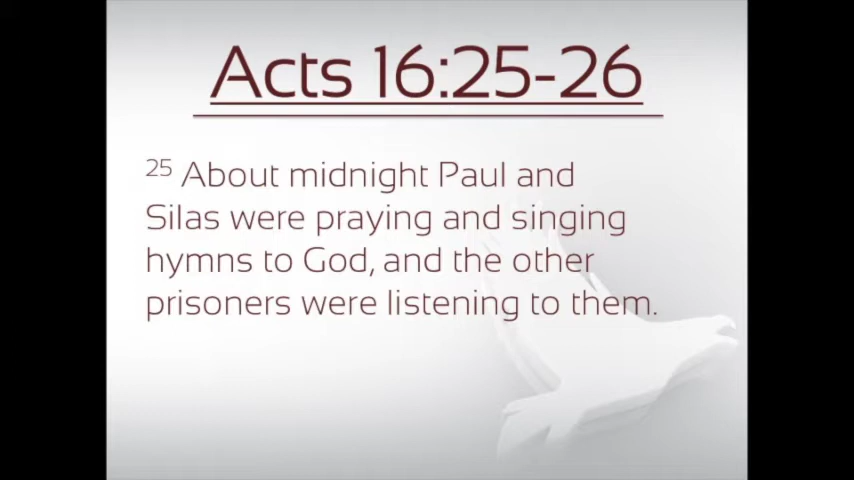 Acts 16:25-26
25 About midnight Paul and
Silas were praying and singing
hymns to God, and the other
prisoners were listening to them.